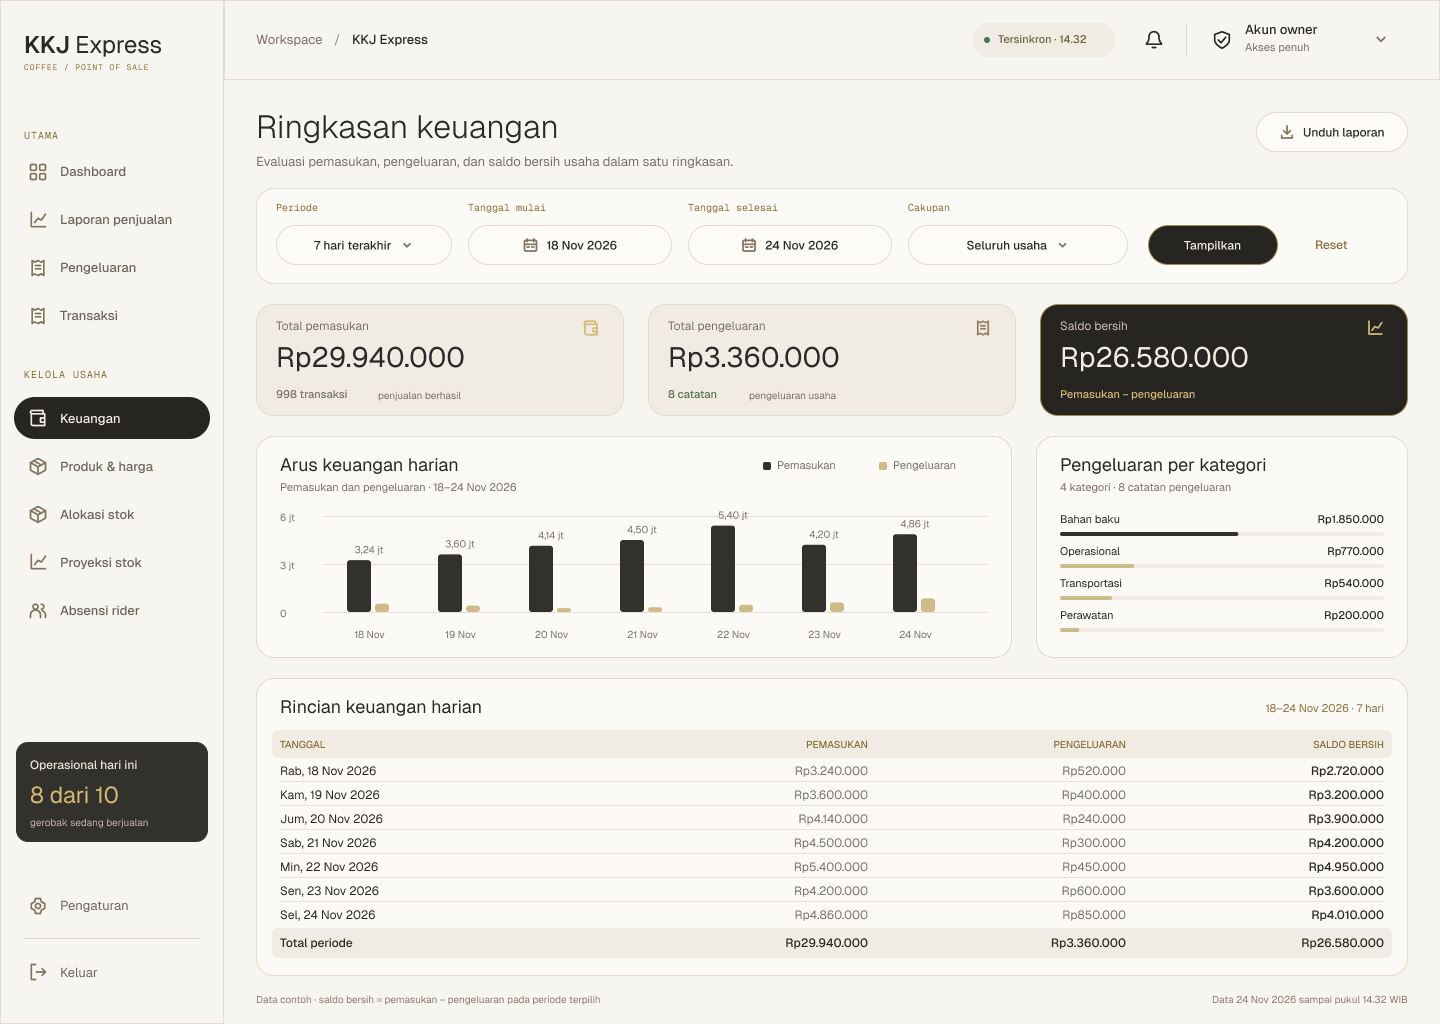 KKJ Express
COFFEE / POINT OF SALE
UTAMA
Dashboard
Laporan penjualan
Pengeluaran
Transaksi
KELOLA USAHA
Keuangan
Produk & harga
Alokasi stok
Proyeksi stok
Absensi rider
Operasional hari ini
8 dari 10
gerobak sedang berjualan
Pengaturan
Keluar
Workspace / KKJ Express
Tersinkron · 14.32
Akun owner
Akses penuh
Ringkasan keuangan
Evaluasi pemasukan, pengeluaran, dan saldo bersih usaha dalam satu ringkasan.
Unduh laporan
Periode Tanggal mulai Tanggal selesai Cakupan
7 hari terakhir 18 Nov 2026 24 Nov 2026 Seluruh usaha Tampilkan Reset
Total pemasukan
Rp29.940.000
998 transaksi penjualan berhasil
Total pengeluaran
Rp3.360.000
8 catatan pengeluaran usaha
Saldo bersih
Rp26.580.000
Pemasukan – pengeluaran
Arus keuangan harian
Pemasukan Pengeluaran
Pemasukan dan pengeluaran · 18–24 Nov 2026
6 jt
3 jt
0
3,24 jt 3,60 jt 4,14 jt 4,50 jt 5,40 jt 4,20 jt 4,86 jt
18 Nov 19 Nov 20 Nov 21 Nov 22 Nov 23 Nov 24 Nov
Pengeluaran per kategori
4 kategori · 8 catatan pengeluaran
Bahan baku Rp1.850.000
Operasional Rp770.000
Transportasi Rp540.000
Perawatan Rp200.000
Rincian keuangan harian 18–24 Nov 2026 · 7 hari
TANGGAL PEMASUKAN PENGELUARAN SALDO BERSIH
Rab, 18 Nov 2026 Rp3.240.000 Rp520.000 Rp2.720.000
Kam, 19 Nov 2026 Rp3.600.000 Rp400.000 Rp3.200.000
Jum, 20 Nov 2026 Rp4.140.000 Rp240.000 Rp3.900.000
Sab, 21 Nov 2026 Rp4.500.000 Rp300.000 Rp4.200.000
Min, 22 Nov 2026 Rp5.400.000 Rp450.000 Rp4.950.000
Sen, 23 Nov 2026 Rp4.200.000 Rp600.000 Rp3.600.000
Sel, 24 Nov 2026 Rp4.860.000 Rp850.000 Rp4.010.000
Total periode Rp29.940.000 Rp3.360.000 Rp26.580.000
Data contoh · saldo bersih = pemasukan – pengeluaran pada periode terpilih
Data 24 Nov 2026 sampai pukul 14.32 WIB